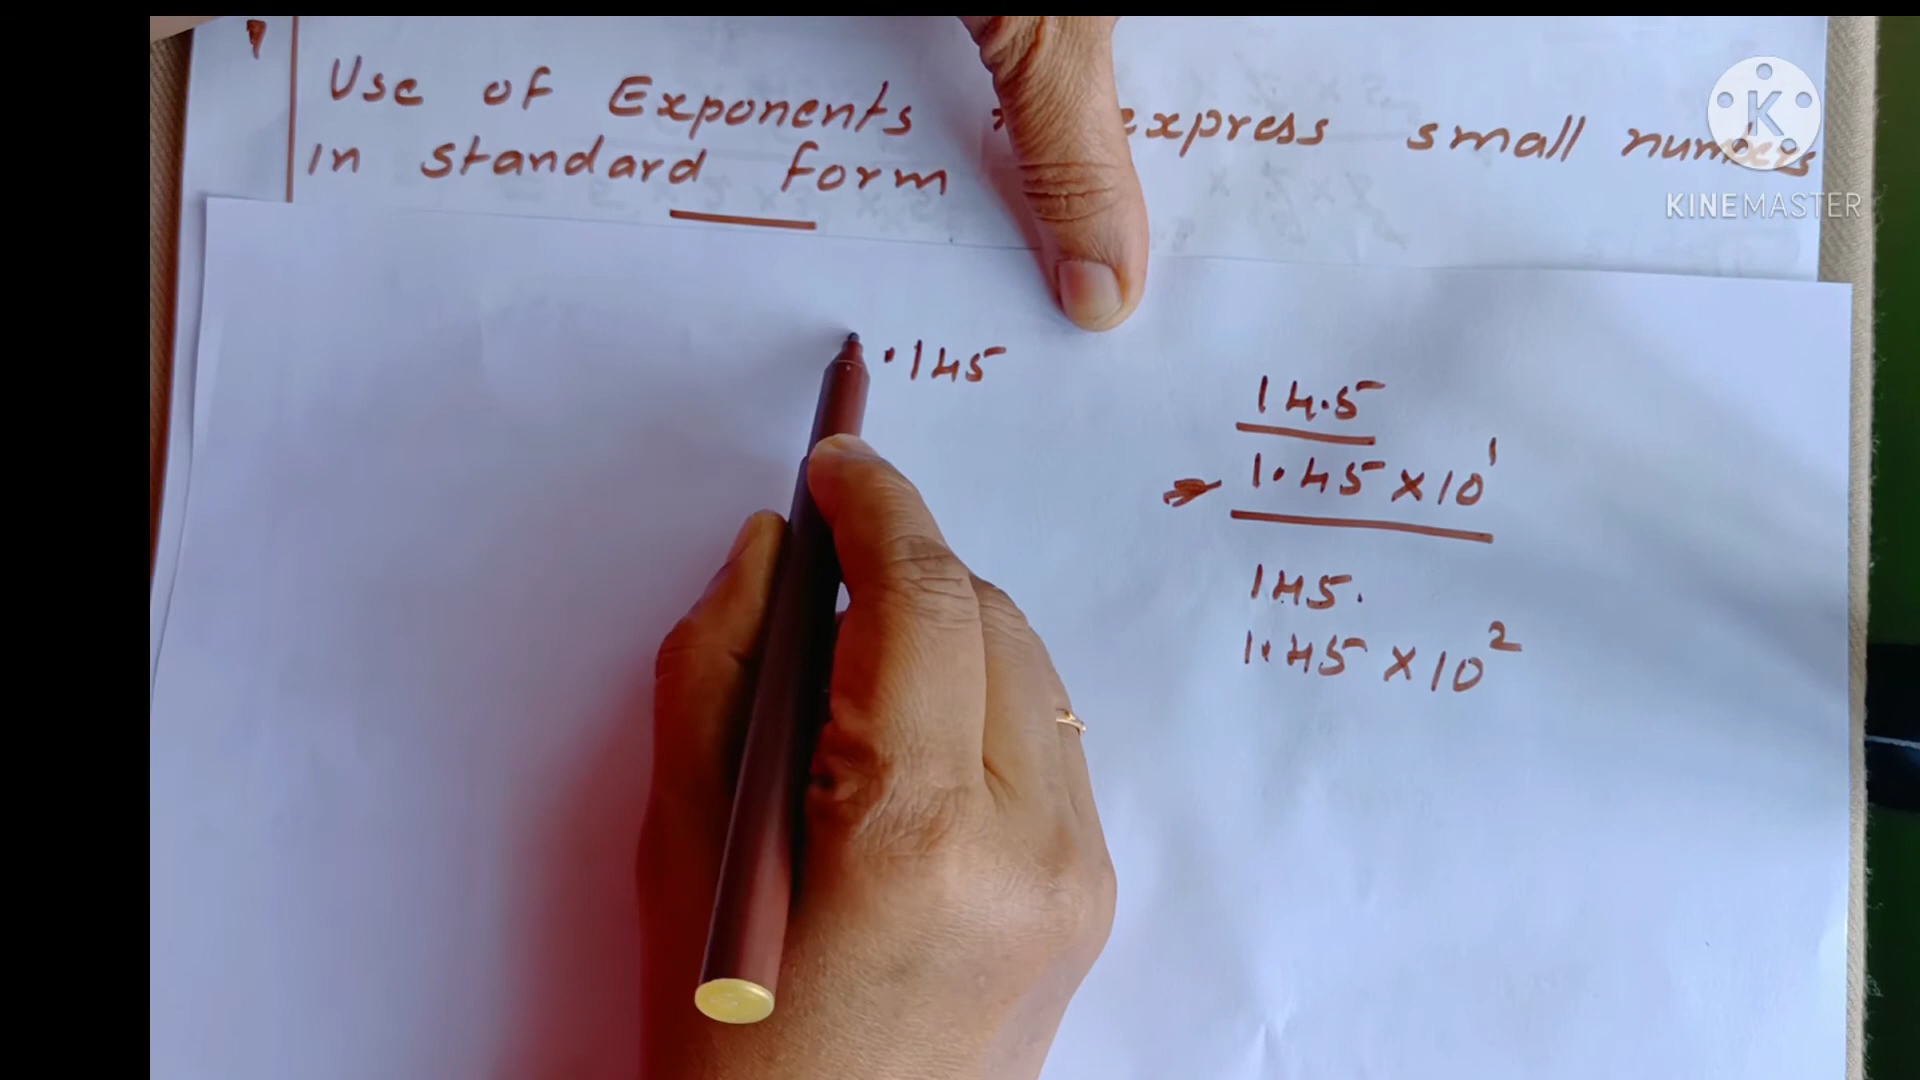 Use of Exponents express small numbers
in standard form
.145
14.5
1.45 × 10¹
145.
1.45 × 10²
K
KINEMASTER